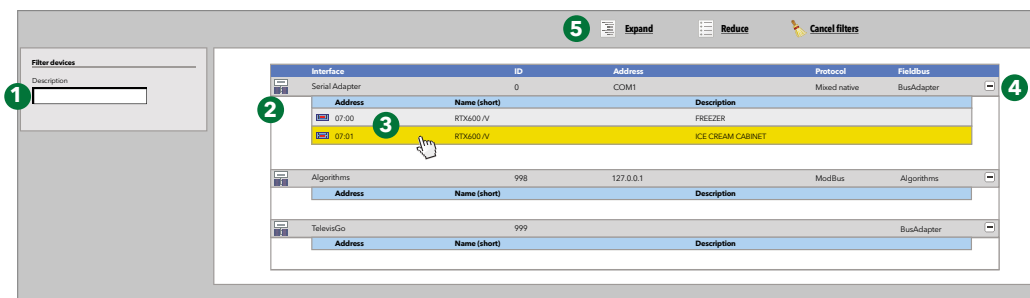 5 Expand Reduce Cancel filters
Filter devices
Description
1
Interface ID Address Protocol Fieldbus
Serial Adapter 0 COM1 Mixed native BusAdapter
4
2
Address Name (short) Description
07:00 RTX600 /V FREEZER
3
07:01 RTX600 /V ICE CREAM CABINET
Algorithms 998 127.0.0.1 ModBus Algorithms
Address Name (short) Description
TelevisGo 999 BusAdapter
Address Name (short) Description